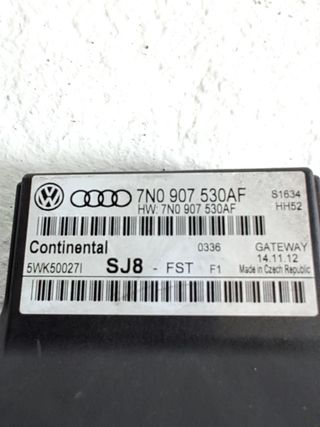 7N0 907 530AF S1634
HW: 7N0 907 530AF HH52
Continental 0336 GATEWAY
5WK50027I SJ8 - FST F1 14.11.12
Made in Czech Republic